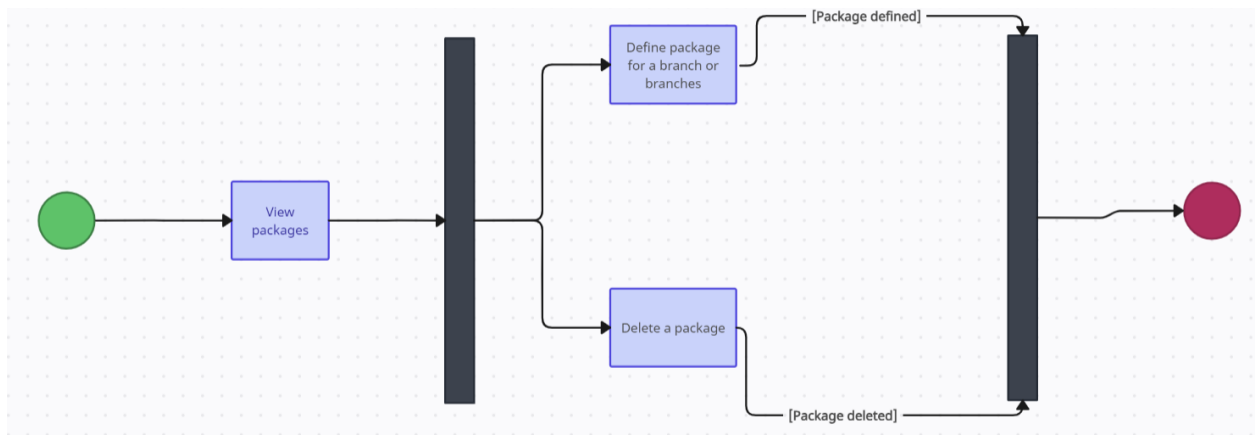 [Package defined]
Define package
for a branch or
branches
View
packages
Delete a package
[Package deleted]